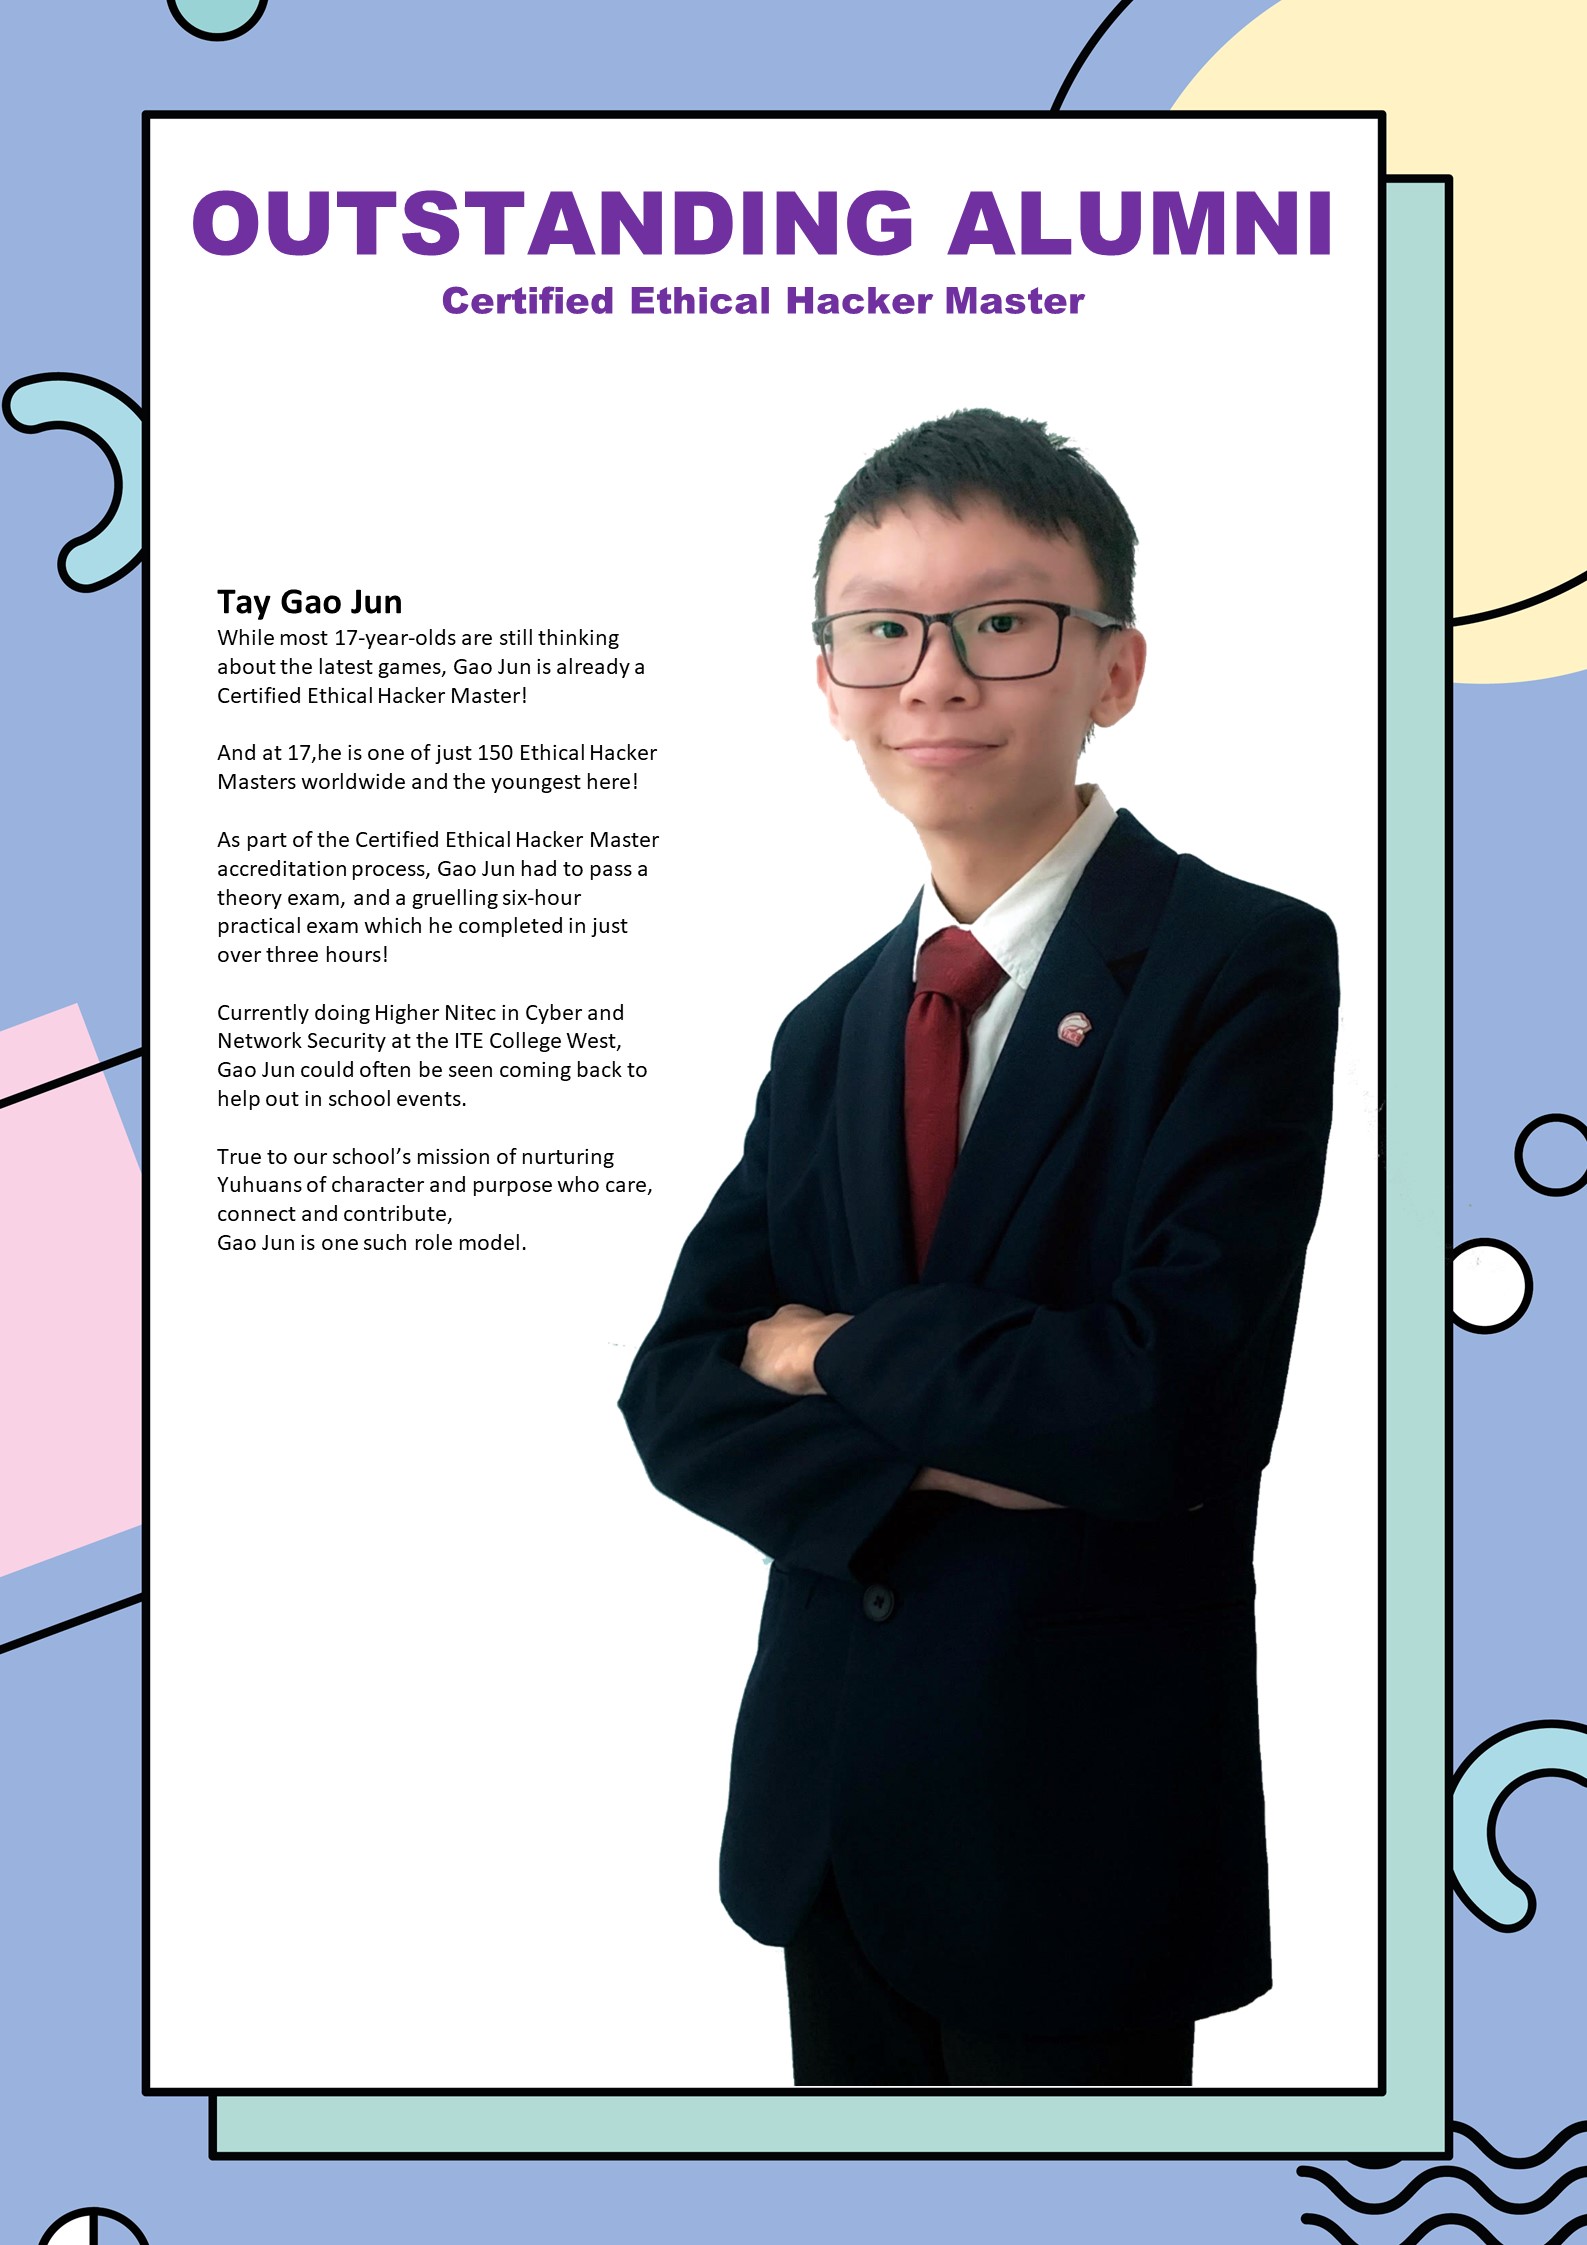 OUTSTANDING ALUMNI
Certified Ethical Hacker Master
Tay Gao Jun
While most 17-year-olds are still thinking
about the latest games, Gao Jun is already a
Certified Ethical Hacker Master!
And at 17,he is one of just 150 Ethical Hacker
Masters worldwide and the youngest here!
As part of the Certified Ethical Hacker Master
accreditation process, Gao Jun had to pass a
theory exam, and a gruelling six-hour
practical exam which he completed in just
over three hours!
Currently doing Higher Nitec in Cyber and
Network Security at the ITE College West,
Gao Jun could often be seen coming back to
help out in school events.
True to our school’s mission of nurturing
Yuhuans of character and purpose who care,
connect and contribute,
Gao Jun is one such role model.